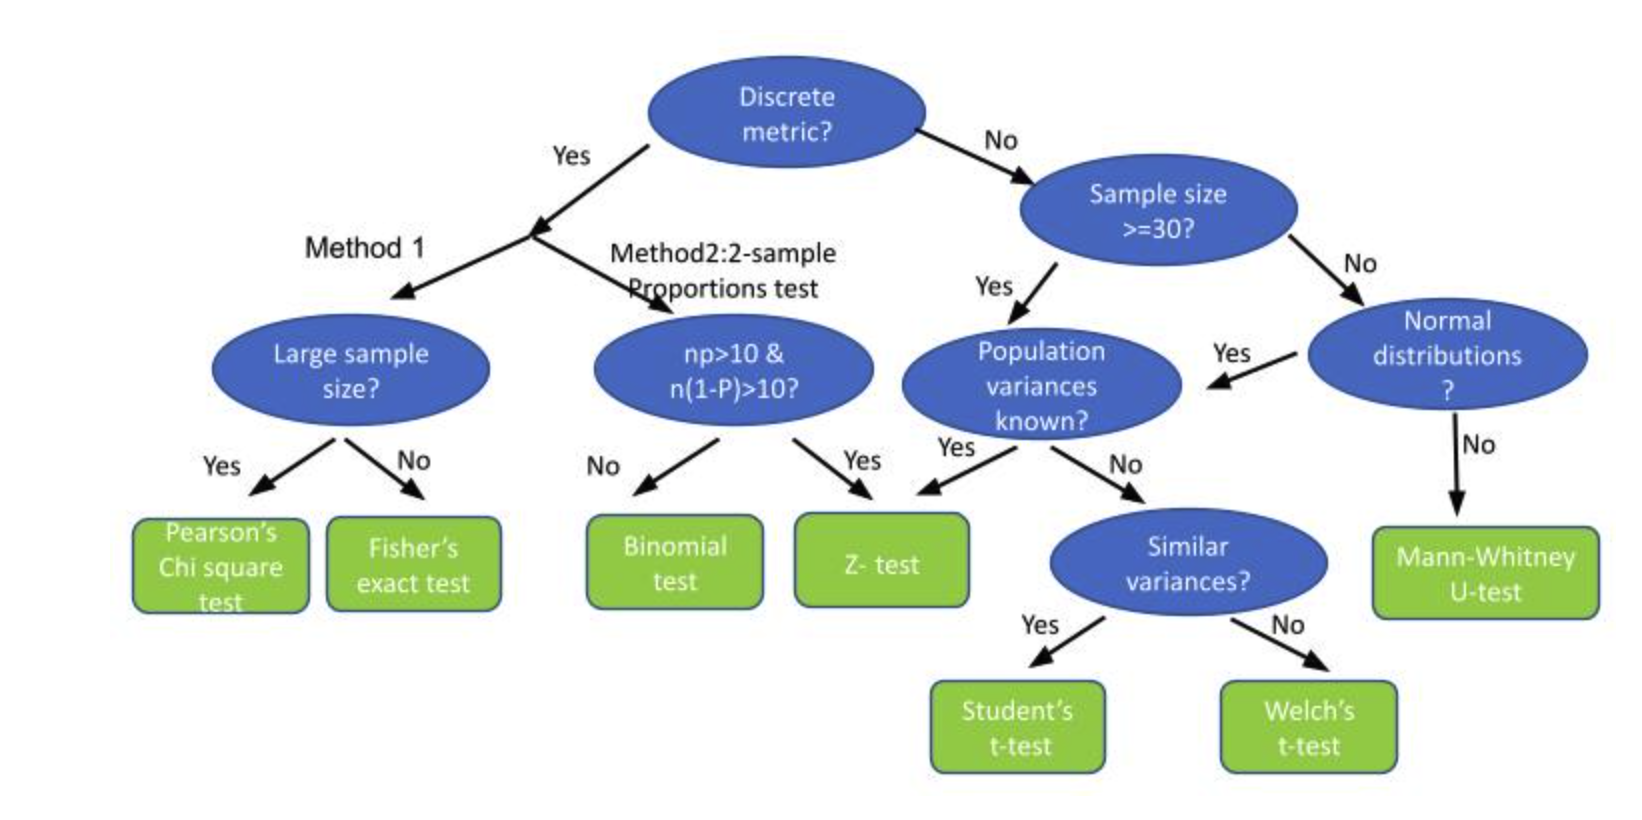 Discrete
metric?
Yes
No
Sample size
>=30?
Method 1
Method2:2-sample
Proportions test
Yes
No
Large sample
size?
np>10 &
n(1-P)>10?
Population
variances
known?
Yes
Normal
distributions
?
Yes
No
No
Yes
Yes
No
No
Pearson's
Chi square
test
Fisher's
exact test
Binomial
test
Z- test
Similar
variances?
Mann-Whitney
U-test
Yes
No
Student's
t-test
Welch's
t-test